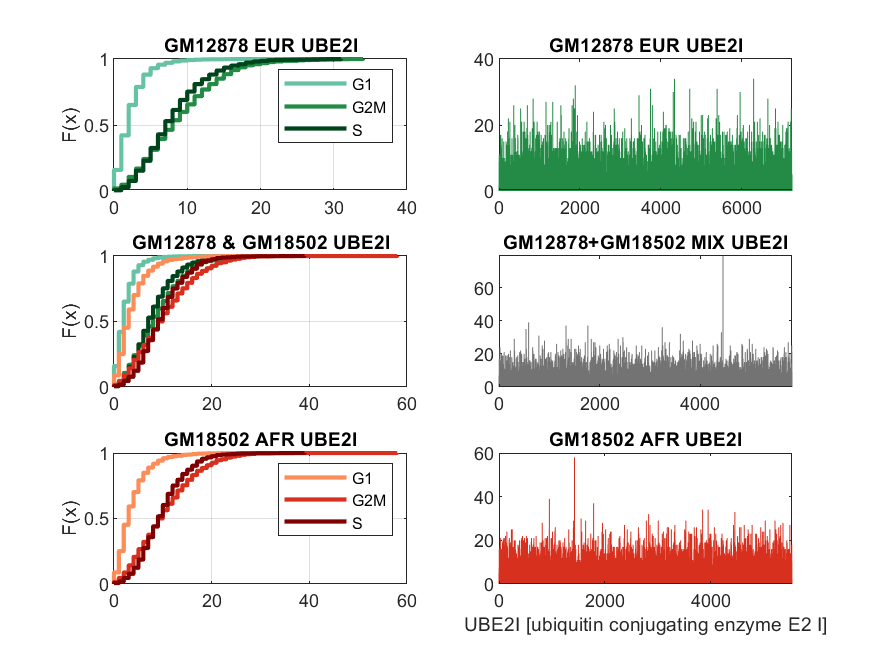 GM12878 EUR UBE2I
1
0.5
0
F(x)
0 10 20 30 40
G1
G2M
S
GM12878 EUR UBE2I
40
20
0
0 2000 4000 6000
GM12878 & GM18502 UBE2I
1
0.5
0
F(x)
0 20 40 60
GM12878+GM18502 MIX UBE2I
60
40
20
0
0 2000 4000
GM18502 AFR UBE2I
1
0.5
0
F(x)
0 20 40 60
G1
G2M
S
GM18502 AFR UBE2I
60
40
20
0
0 2000 4000
UBE2I [ubiquitin conjugating enzyme E2 I]